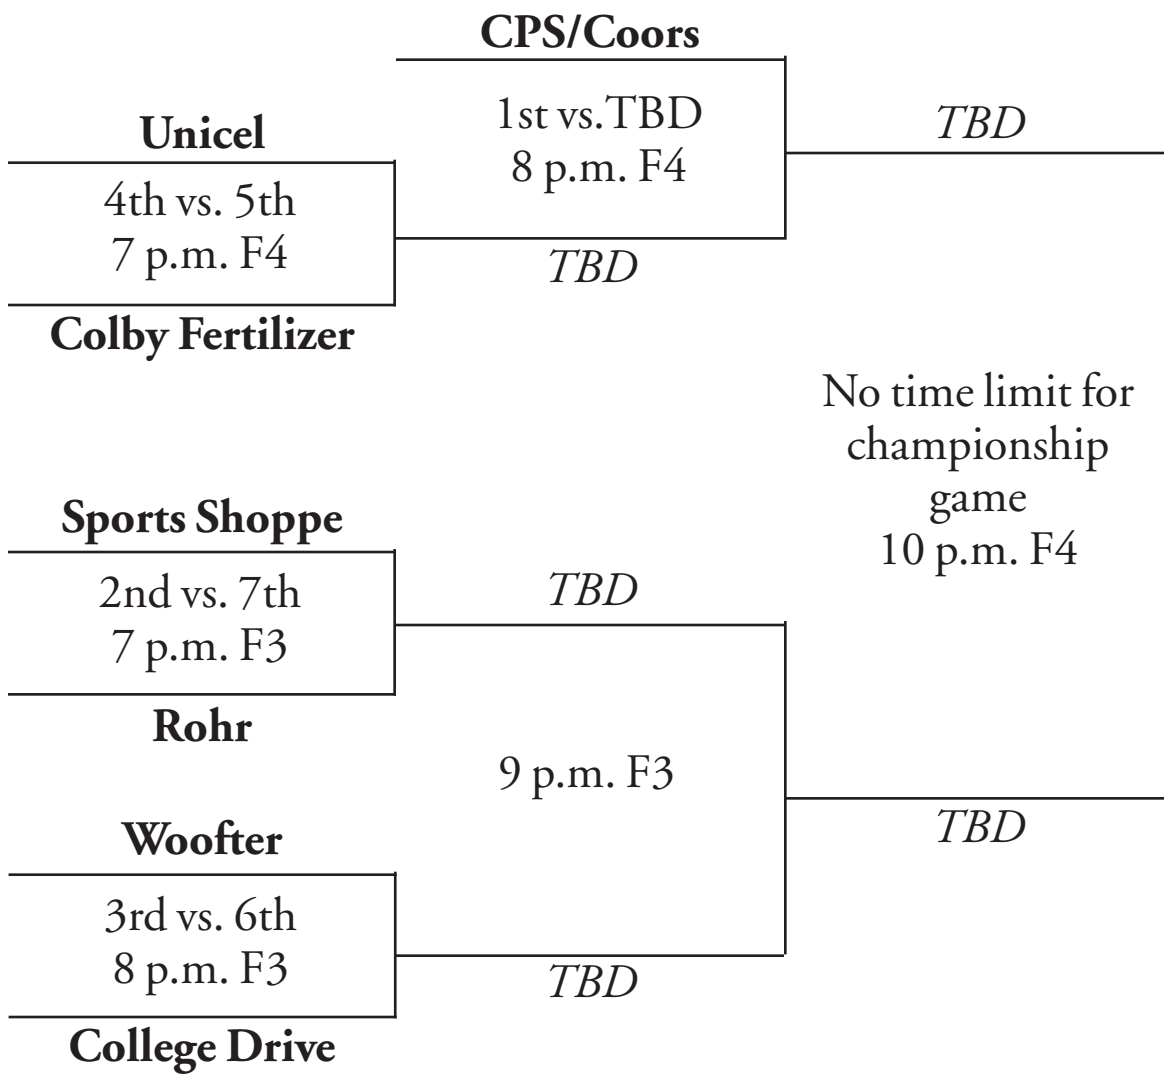 CPS/Coors
1st vs.TBD
8 p.m. F4
TBD
Unicel
4th vs. 5th
7 p.m. F4
TBD
Colby Fertilizer
No time limit for
championship
game
10 p.m. F4
Sports Shoppe
2nd vs. 7th
7 p.m. F3
TBD
Rohr
9 p.m. F3
Woofter
TBD
3rd vs. 6th
8 p.m. F3
TBD
College Drive